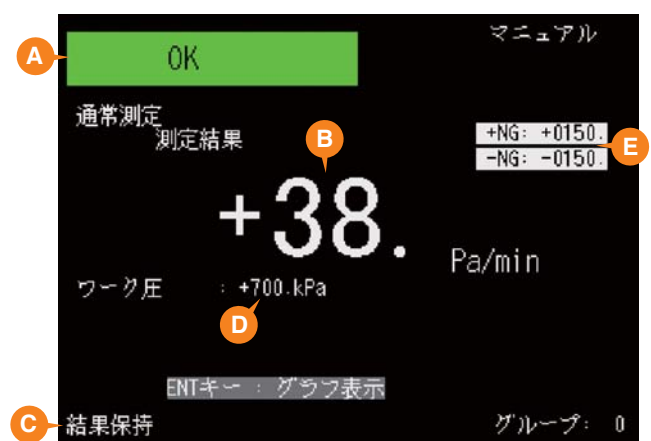 マニュアル
A
OK
通常測定
測定結果
B
+NG: +0150.
-NG: -0150.
E
+38.
Pa/min
ワーク圧 : +700.kPa
D
ENTキー : グラフ表示
C
結果保持
グループ: 0